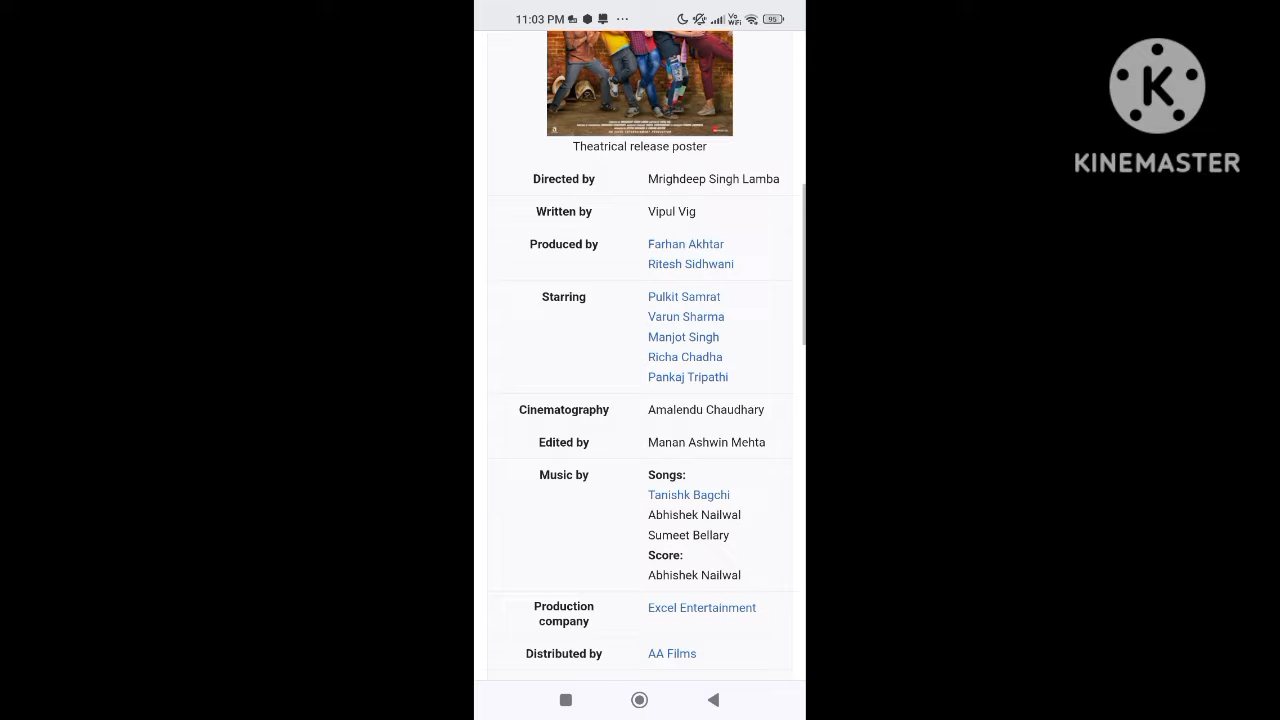 11:03 PM
Vo
WiFi
95
K
KINEMASTER
Theatrical release poster
Directed by Mrighdeep Singh Lamba
Written by Vipul Vig
Produced by Farhan Akhtar
Ritesh Sidhwani
Starring Pulkit Samrat
Varun Sharma
Manjot Singh
Richa Chadha
Pankaj Tripathi
Cinematography Amalendu Chaudhary
Edited by Manan Ashwin Mehta
Music by Songs:
Tanishk Bagchi
Abhishek Nailwal
Sumeet Bellary
Score:
Abhishek Nailwal
Production
company
Excel Entertainment
Distributed by AA Films